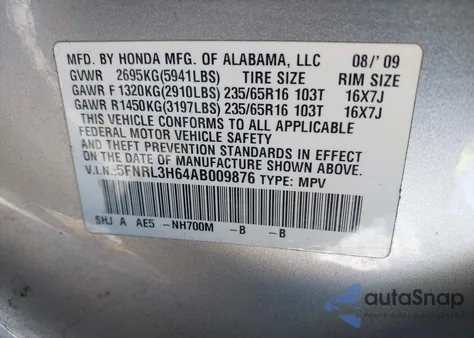 MFD. BY HONDA MFG. OF ALABAMA, LLC 08/' 09
GVWR 2695KG(5941LBS) TIRE SIZE RIM SIZE
GAWR F 1320KG(2910LBS) 235/65R16 103T 16X7J
GAWR R1450KG(3197LBS) 235/65R16 103T 16X7J
THIS VEHICLE CONFORMS TO ALL APPLICABLE
FEDERAL MOTOR VEHICLE SAFETY
AND THEFT PREVENTION STANDARDS IN EFFECT
ON THE DATE OF MANUFACTURE SHOWN ABOVE.
V.I.N.:5FNRL3H64AB009876 TYPE: MPV
SHJ A AE5 -NH700M -B -B
autoSnap